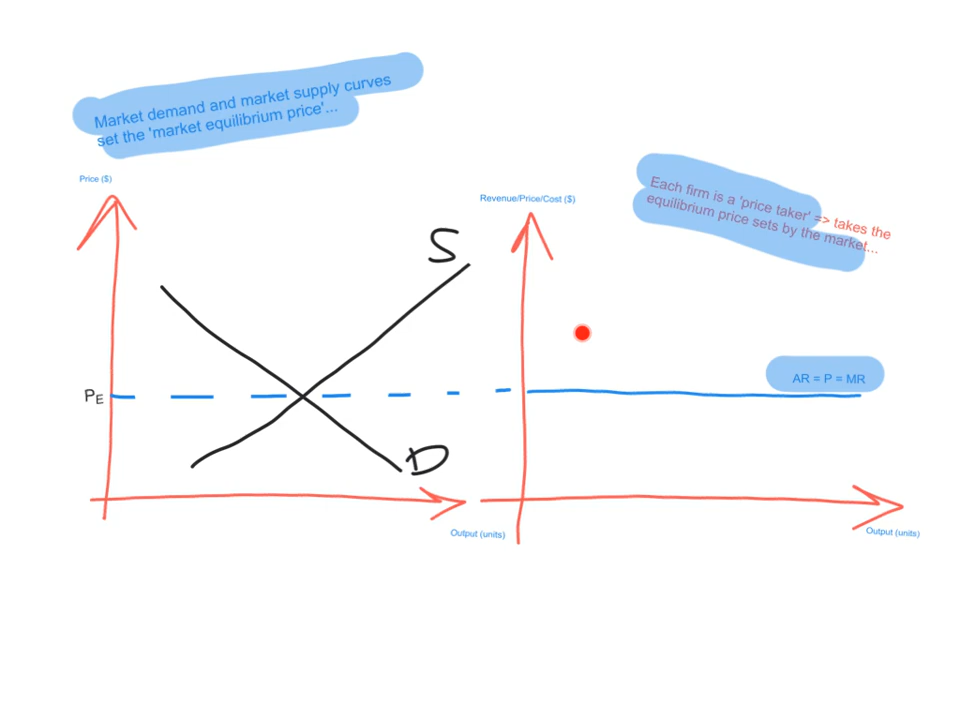 Market demand and market supply curves
set the 'market equilibrium price'...
Price ($)
Revenue/Price/Cost ($)
Each firm is a 'price taker' => takes the
equilibrium price sets by the market...
S
AR = P = MR
PE
D
Output (units)
Output (units)